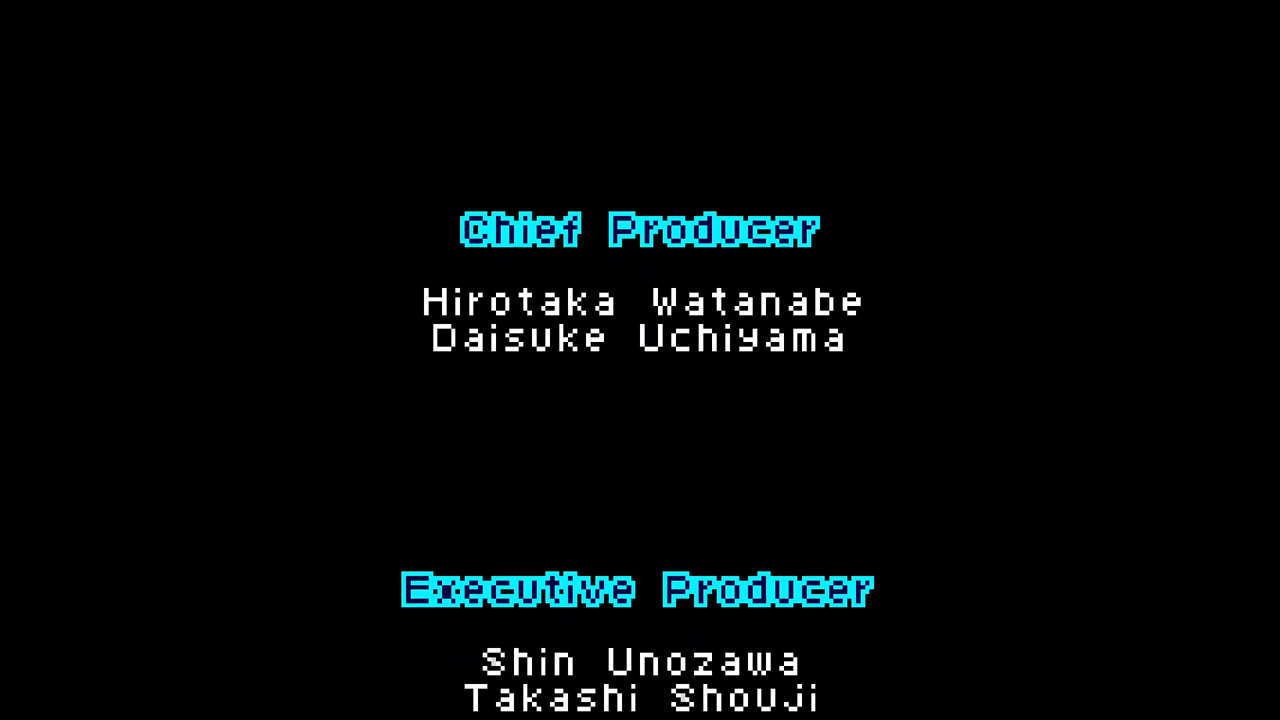 Chief Producer
Hirotaka Watanabe
Daisuke Uchiyama
Executive Producer
Shin Unozawa
Takashi Shouji